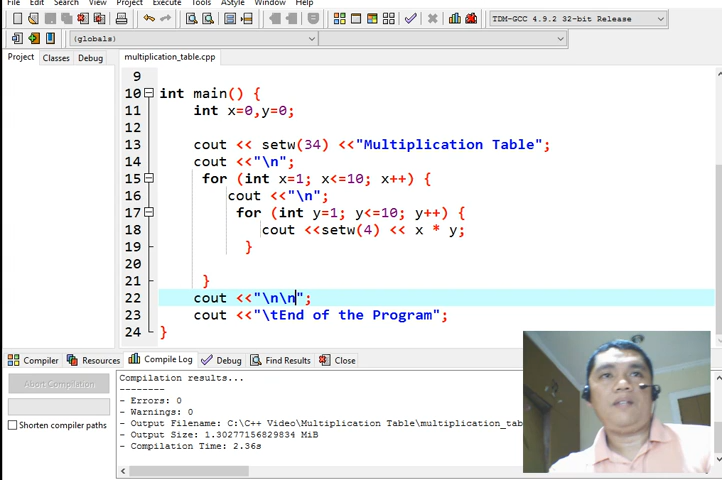 File Edit Search View Project Execute Tools AStyle Window Help
TDM-GCC 4.9.2 32-bit Release
(globals)
Project Classes Debug
multiplication_table.cpp
9
10 int main() {
11 int x=0,y=0;
12
13 cout << setw(34) <<"Multiplication Table";
14 cout <<"\n";
15 for (int x=1; x<=10; x++) {
16 cout <<"\n";
17 for (int y=1; y<=10; y++) {
18 cout <<setw(4) << x * y;
19 }
20
21 }
22 cout <<"\n\n";
23 cout <<"\tEnd of the Program";
24 }
Compiler Resources Compile Log Debug Find Results Close
Abort Compilation
Shorten compiler paths
Compilation results...
--------
- Errors: 0
- Warnings: 0
- Output Filename: C:\C++ Video\Multiplication Table\multiplication_tab
- Output Size: 1.30277156829834 MiB
- Compilation Time: 2.36s